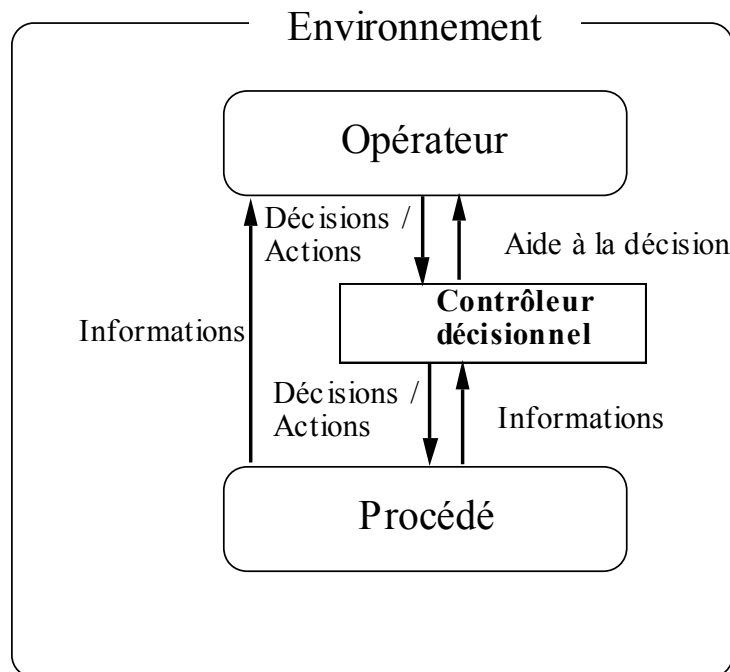 Environnement
Opérateur
Décisions /
Actions
Aide à la décision
Contrôleur
décisionnel
Informations
Décisions /
Actions
Informations
Procédé